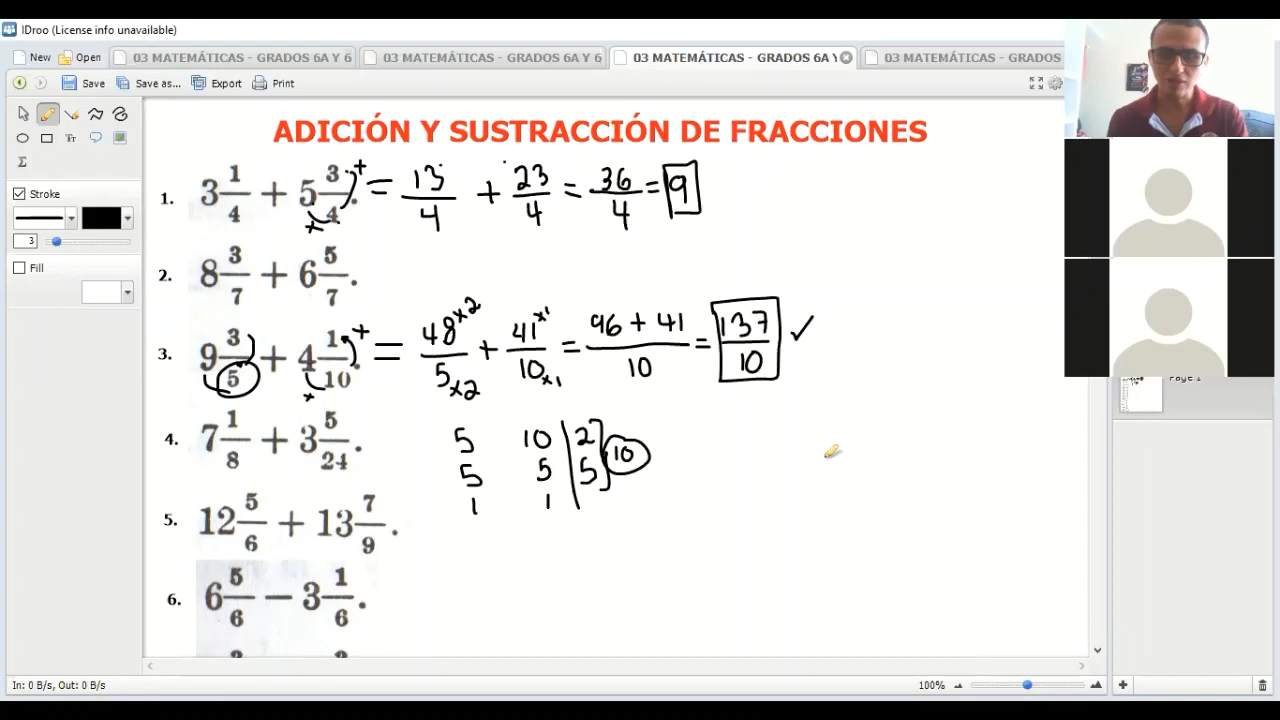 IDroo (License info unavailable)
New Open 03 MATEMÁTICAS - GRADOS 6A Y 6 03 MATEMÁTICAS - GRADOS 6A Y 6 03 MATEMÁTICAS - GRADOS 6A Y 03 MATEMÁTICAS - GRADOS 6A
Save Save as... Export Print
Stroke
3
Fill
ADICIÓN Y SUSTRACCIÓN DE FRACCIONES
1. 3 1/4 + 5 3/4. = 13/4 + 23/4 = 36/4 = 9
2. 8 3/7 + 6 5/7.
3. 9 3/5 + 4 1/10. = 48×2/5×2 + 41×1/10×1 = 96 + 41/10 = 137/10 ✓
4. 7 1/8 + 3 5/24.
5 10 | 2
5 5 | 5 10
1 1
5. 12 5/6 + 13 7/9.
6. 6 5/6 − 3 1/6.
In: 0 B/s, Out: 0 B/s
100%